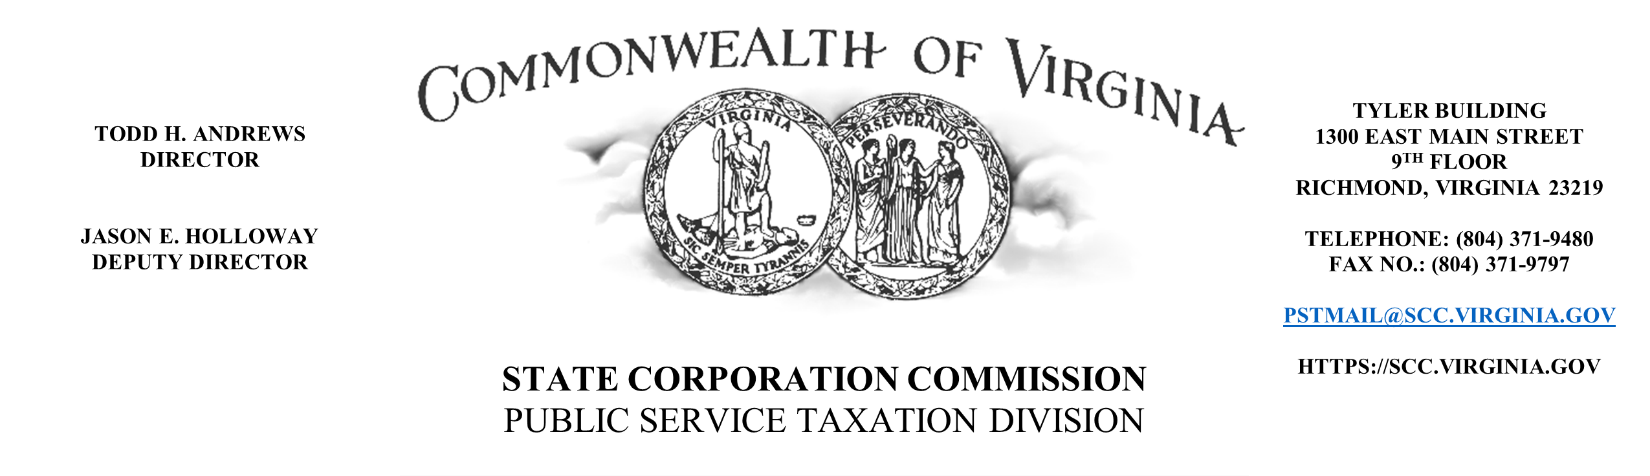 COMMONWEALTH OF VIRGINIA
TODD H. ANDREWS
DIRECTOR
JASON E. HOLLOWAY
DEPUTY DIRECTOR
VIRGINIA
SIC SEMPER TYRANNIS
PERSEVERANDO
TYLER BUILDING
1300 EAST MAIN STREET
9TH FLOOR
RICHMOND, VIRGINIA 23219
TELEPHONE: (804) 371-9480
FAX NO.: (804) 371-9797
PSTMAIL@SCC.VIRGINIA.GOV
HTTPS://SCC.VIRGINIA.GOV
STATE CORPORATION COMMISSION
PUBLIC SERVICE TAXATION DIVISION